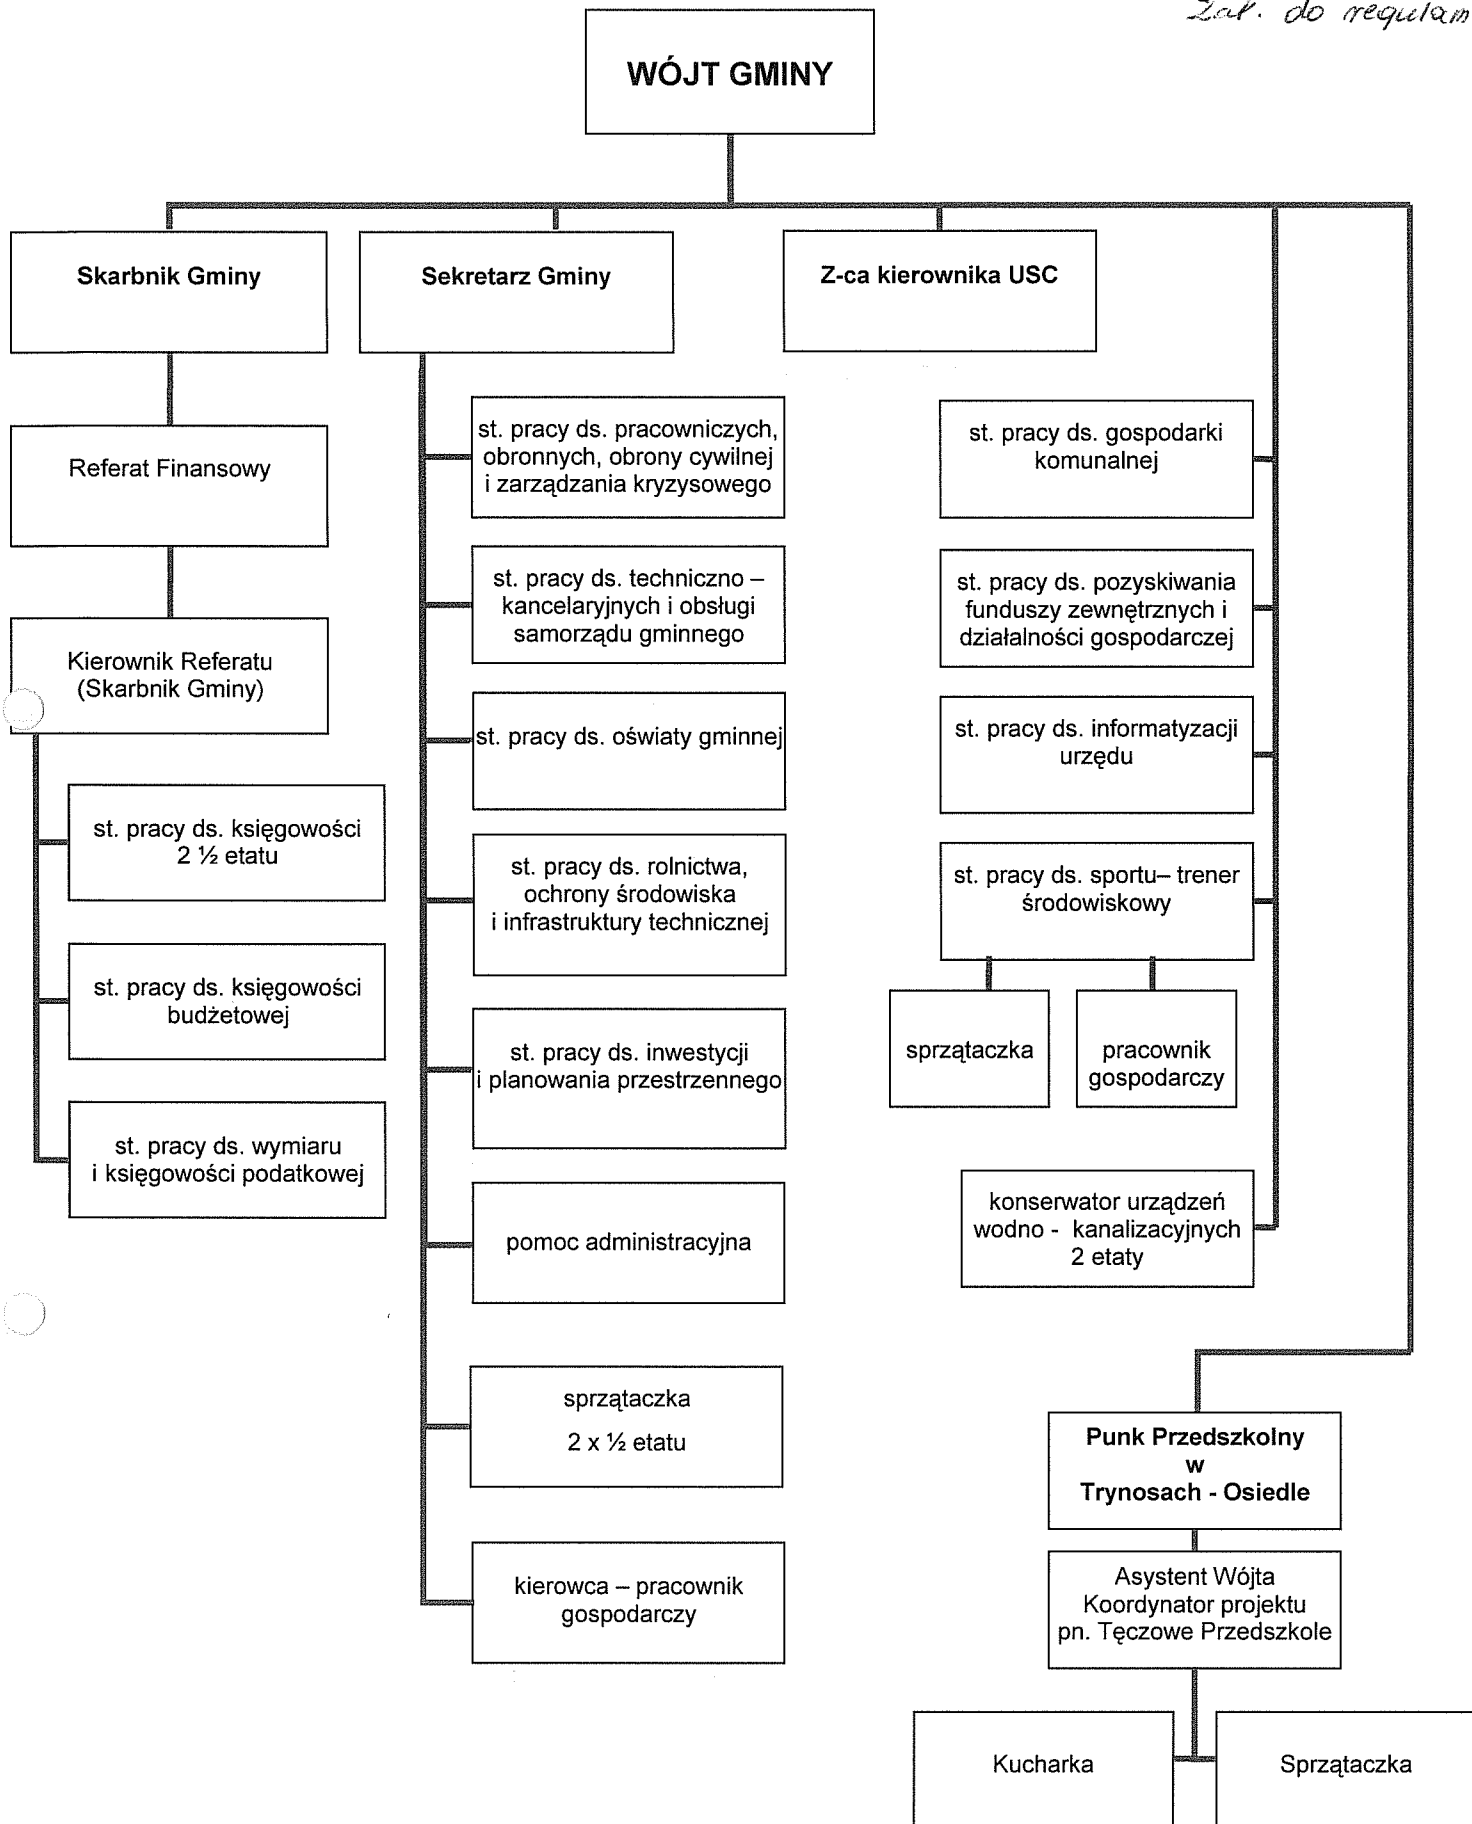 Zał. do regulam
WÓJT GMINY
Skarbnik Gminy
Sekretarz Gminy
Z-ca kierownika USC
Referat Finansowy
Kierownik Referatu
(Skarbnik Gminy)
st. pracy ds. księgowości
2 ½ etatu
st. pracy ds. księgowości
budżetowej
st. pracy ds. wymiaru
i księgowości podatkowej
st. pracy ds. pracowniczych,
obronnych, obrony cywilnej
i zarządzania kryzysowego
st. pracy ds. techniczno –
kancelaryjnych i obsługi
samorządu gminnego
st. pracy ds. oświaty gminnej
st. pracy ds. rolnictwa,
ochrony środowiska
i infrastruktury technicznej
st. pracy ds. inwestycji
i planowania przestrzennego
pomoc administracyjna
sprzątaczka
2 x ½ etatu
kierowca – pracownik
gospodarczy
st. pracy ds. gospodarki
komunalnej
st. pracy ds. pozyskiwania
funduszy zewnętrznych i
działalności gospodarczej
st. pracy ds. informatyzacji
urzędu
st. pracy ds. sportu– trener
środowiskowy
sprzątaczka
pracownik
gospodarczy
konserwator urządzeń
wodno - kanalizacyjnych
2 etaty
Punk Przedszkolny
w
Trynosach - Osiedle
Asystent Wójta
Koordynator projektu
pn. Tęczowe Przedszkole
Kucharka
Sprzątaczka